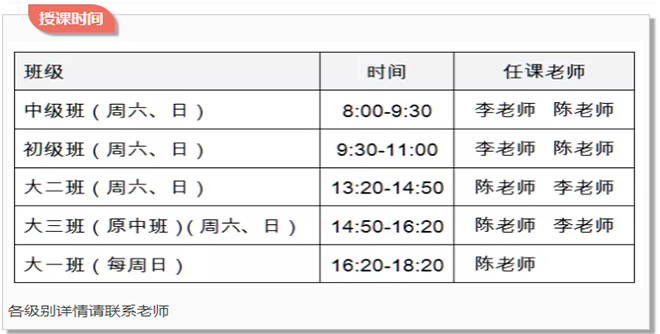 授课时间
班级 时间 任课老师
中级班（周六、日） 8:00-9:30 李老师 陈老师
初级班（周六、日） 9:30-11:00 李老师 陈老师
大二班（周六、日） 13:20-14:50 陈老师 李老师
大三班（原中班)(周六、日） 14:50-16:20 陈老师 李老师
大一班（每周日） 16:20-18:20 陈老师
各级别详情请联系老师